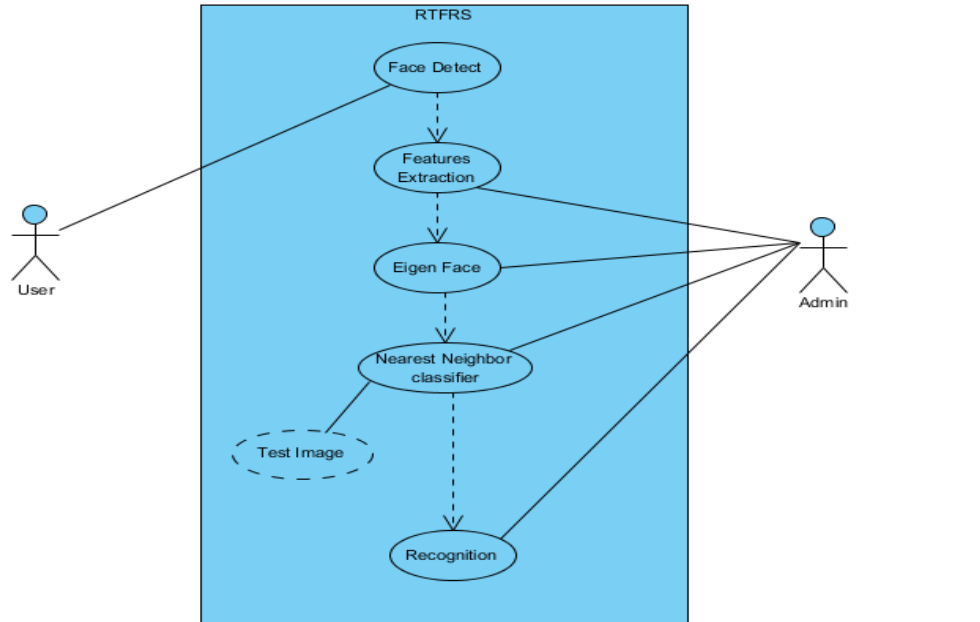 RTFRS
Face Detect
Features
Extraction
Eigen Face
User
Admin
Nearest Neighbor
classifier
Test Image
Recognition